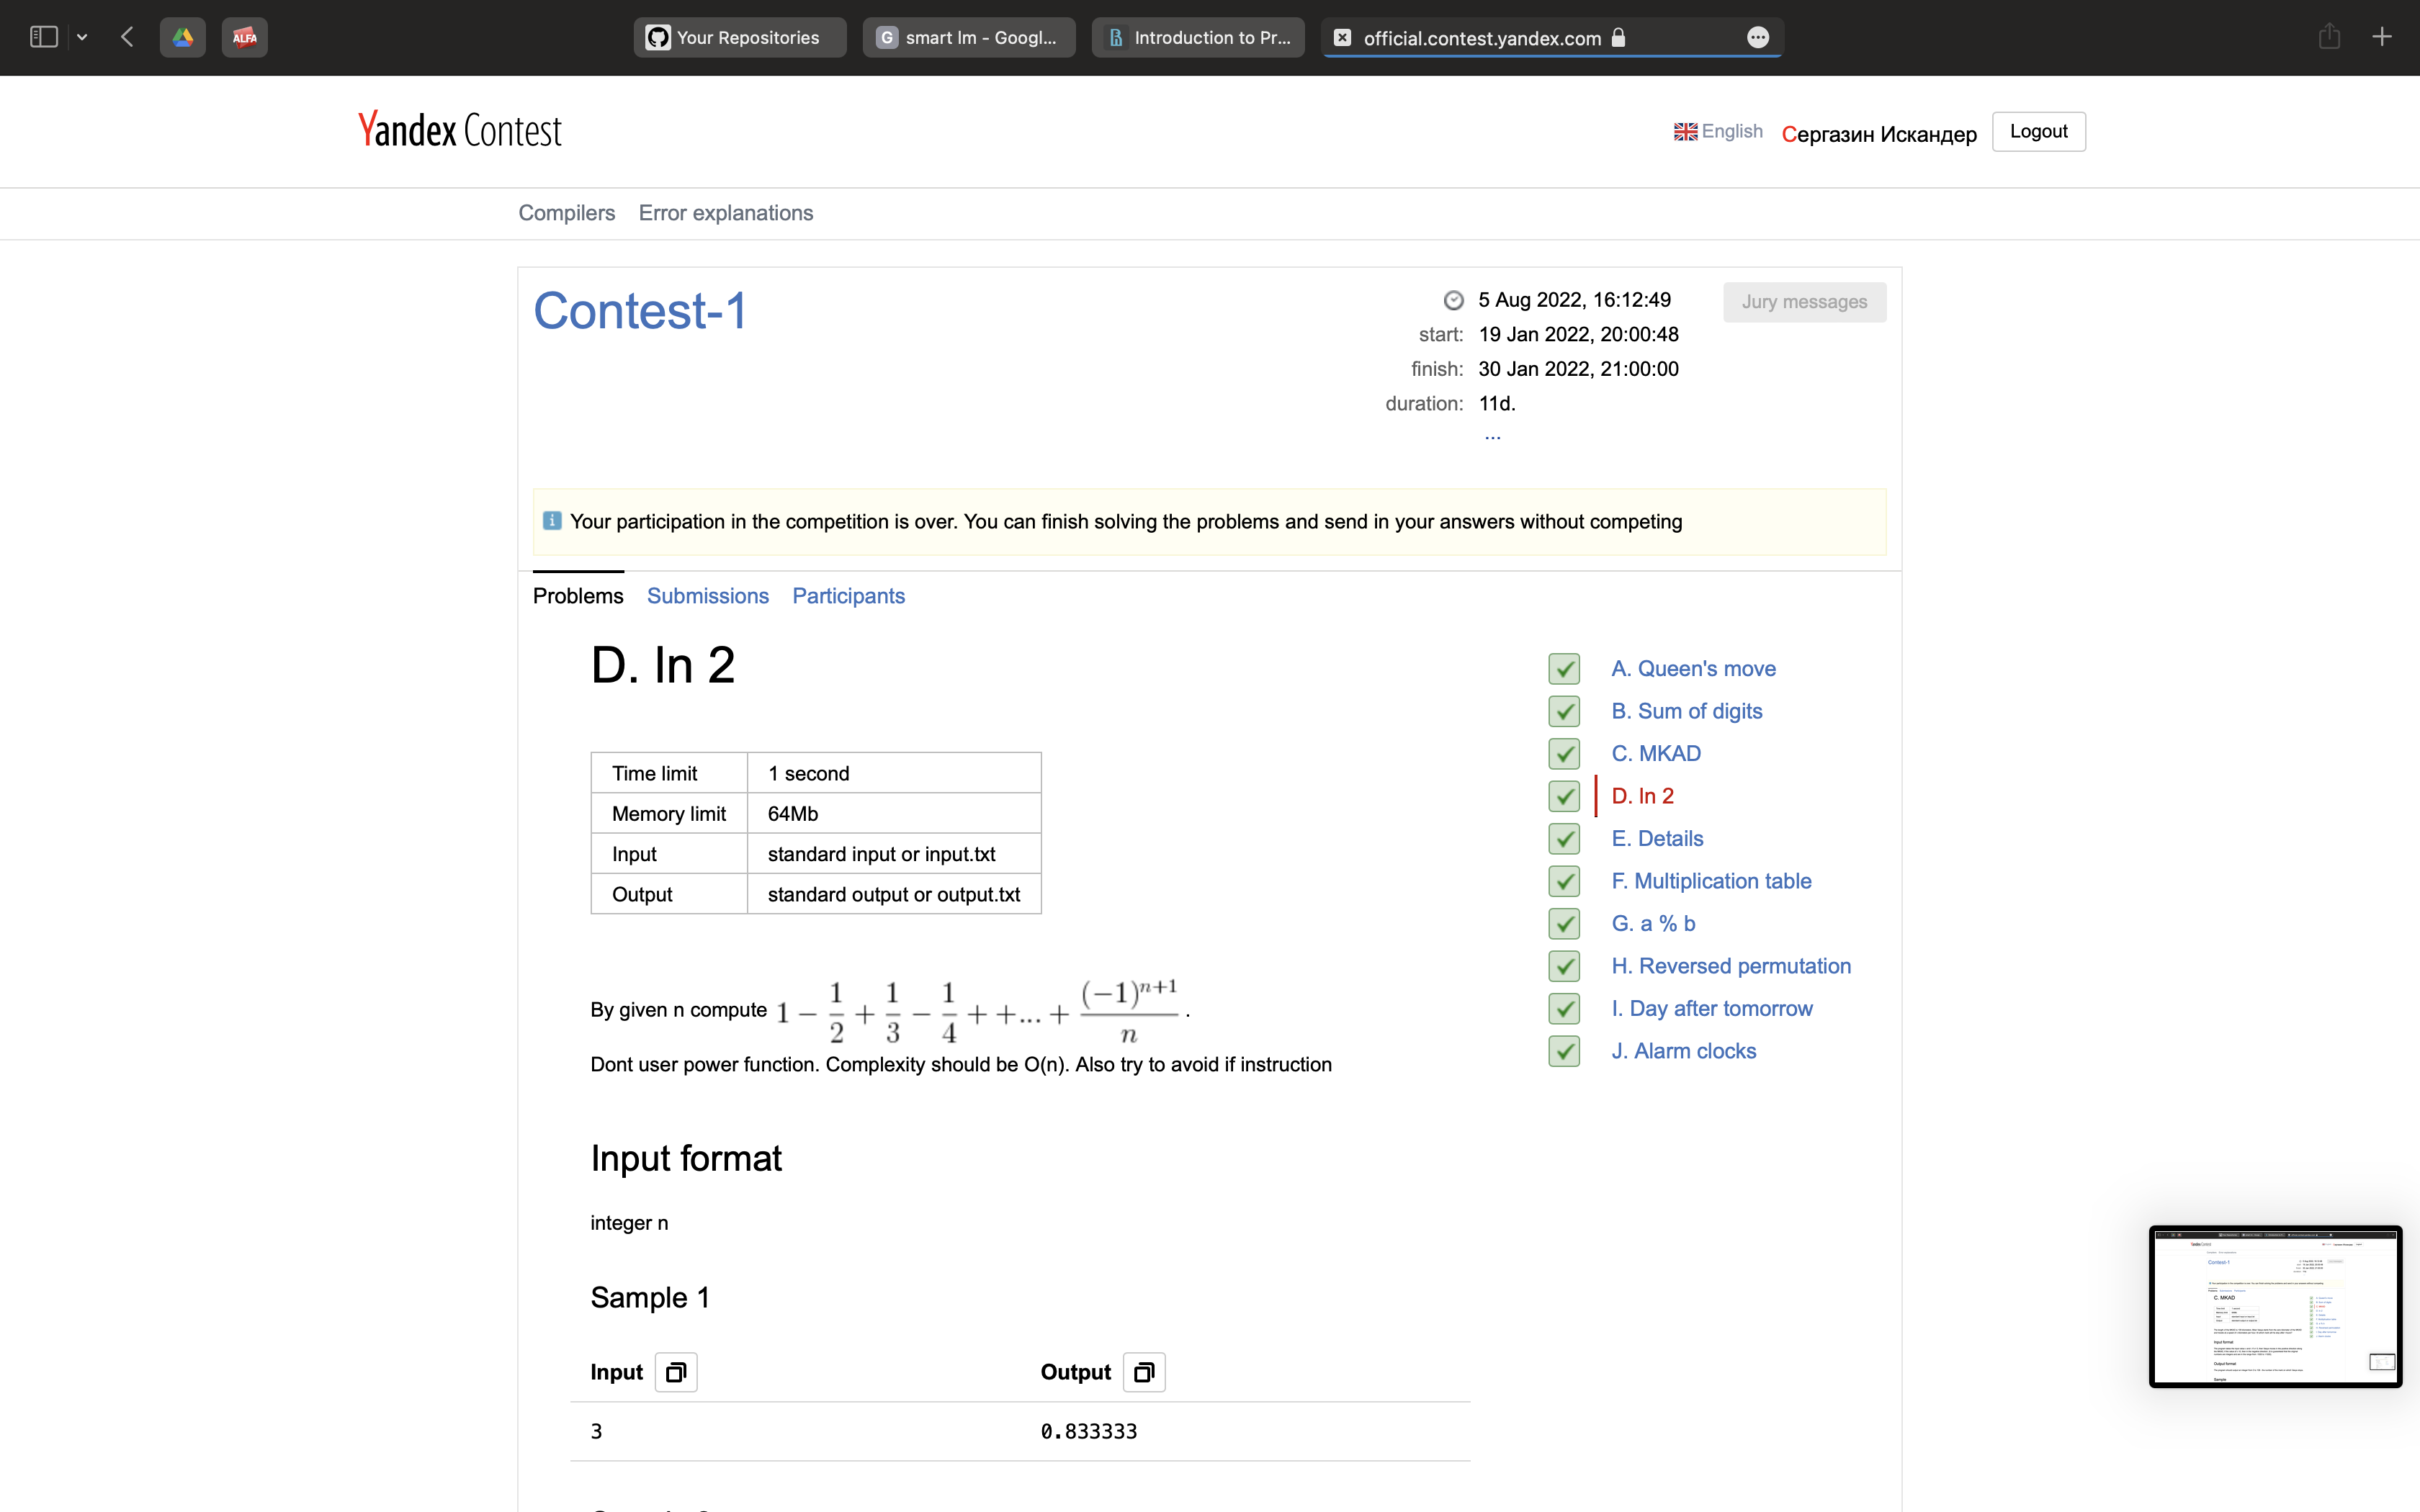 ALFA
Your Repositories
G smart lm - Googl...
Introduction to Pr...
official.contest.yandex.com
Yandex Contest
English
Сергазин Искандер
Logout
Compilers Error explanations
Contest-1
5 Aug 2022, 16:12:49
Jury messages
start: 19 Jan 2022, 20:00:48
finish: 30 Jan 2022, 21:00:00
duration: 11d.
...
Your participation in the competition is over. You can finish solving the problems and send in your answers without competing
Problems Submissions Participants
D. ln 2
Time limit 1 second
Memory limit 64Mb
Input standard input or input.txt
Output standard output or output.txt
By given n compute 1 − 1/2 + 1/3 − 1/4 + +... + (−1)^{n+1}/n .
Dont user power function. Complexity should be O(n). Also try to avoid if instruction
Input format
integer n
Sample 1
Input Output
3 0.833333
A. Queen's move
B. Sum of digits
C. MKAD
D. ln 2
E. Details
F. Multiplication table
G. a % b
H. Reversed permutation
I. Day after tomorrow
J. Alarm clocks
C. MKAD